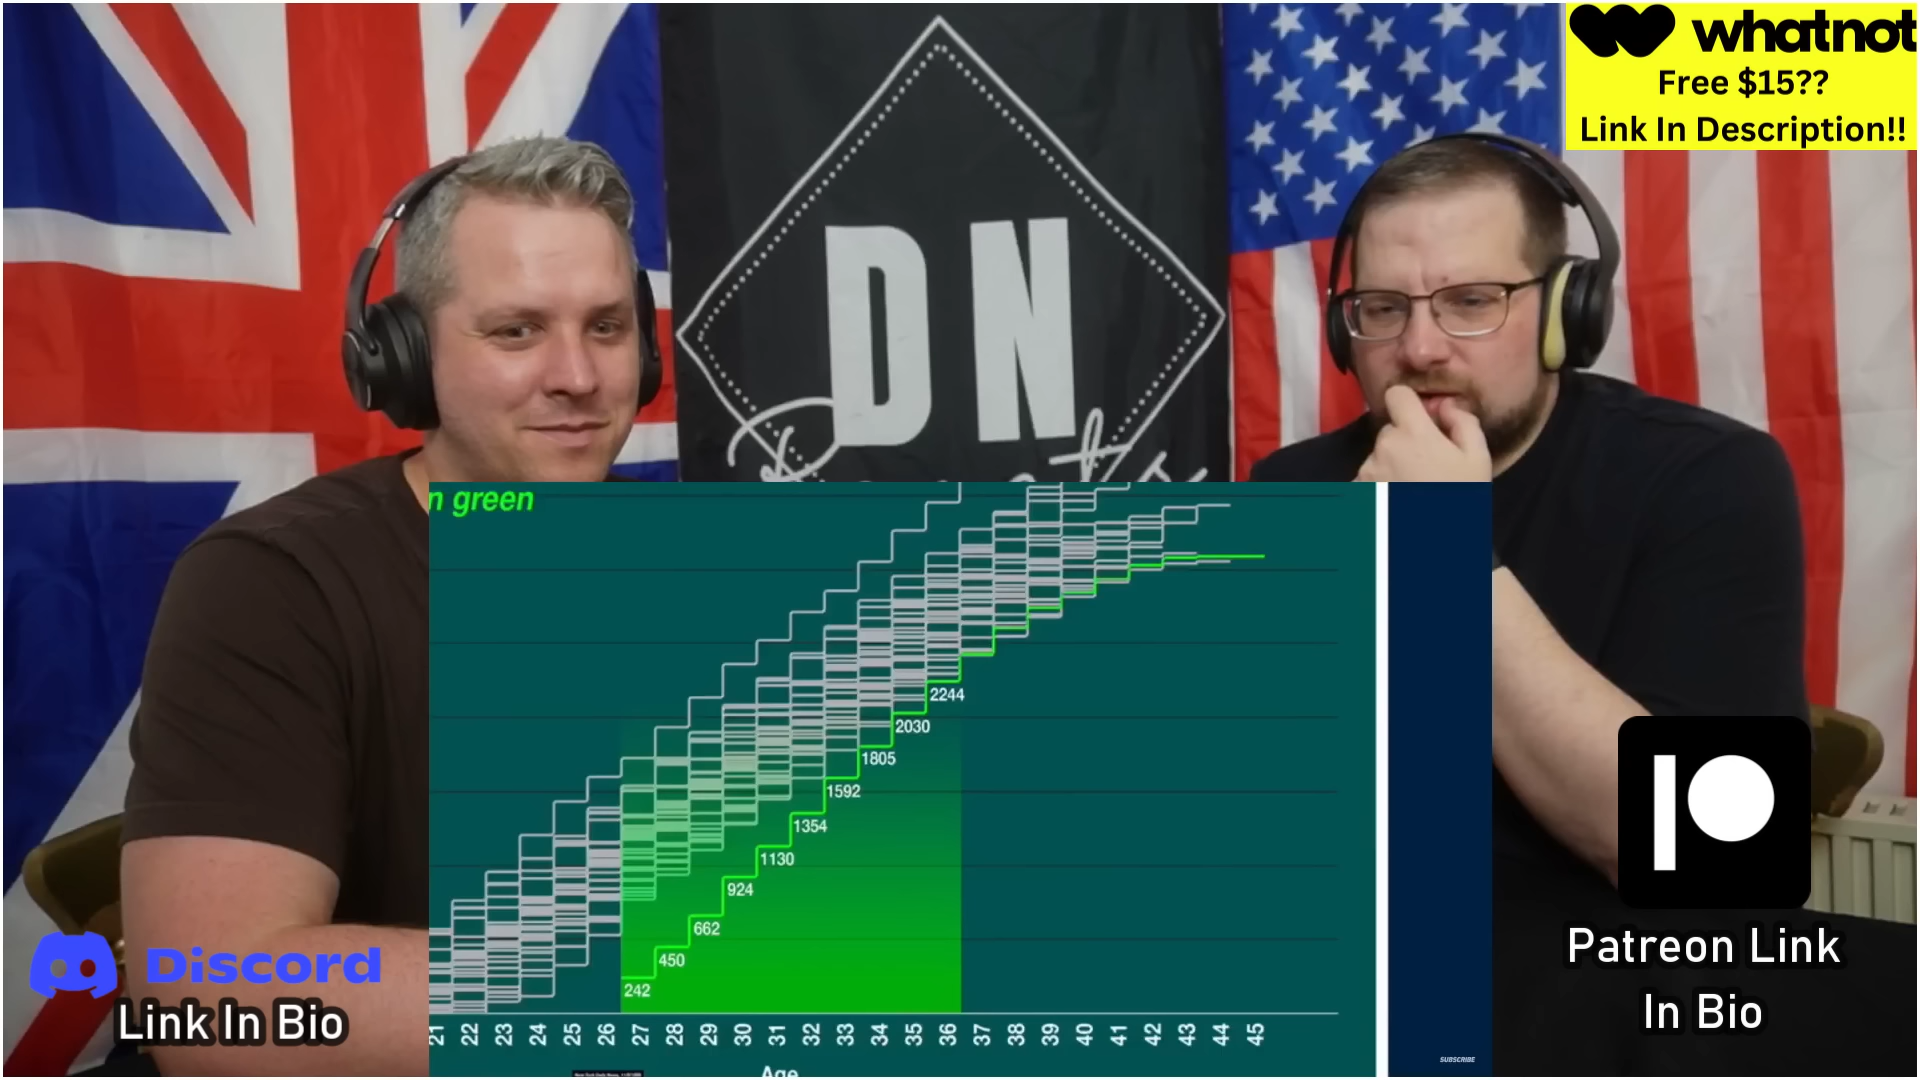 whatnot
Free $15??
Link In Description!!
DN
Reacts
n green
2244
2030
1805
1592
1354
1130
924
662
450
242
21 22 23 24 25 26 27 28 29 30 31 32 33 34 35 36 37 38 39 40 41 42 43 44 45
Age
SUBSCRIBE
Discord
Link In Bio
Patreon Link
In Bio